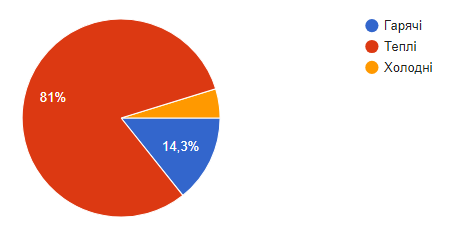 Гарячі
Теплі
Холодні
81%
14,3%